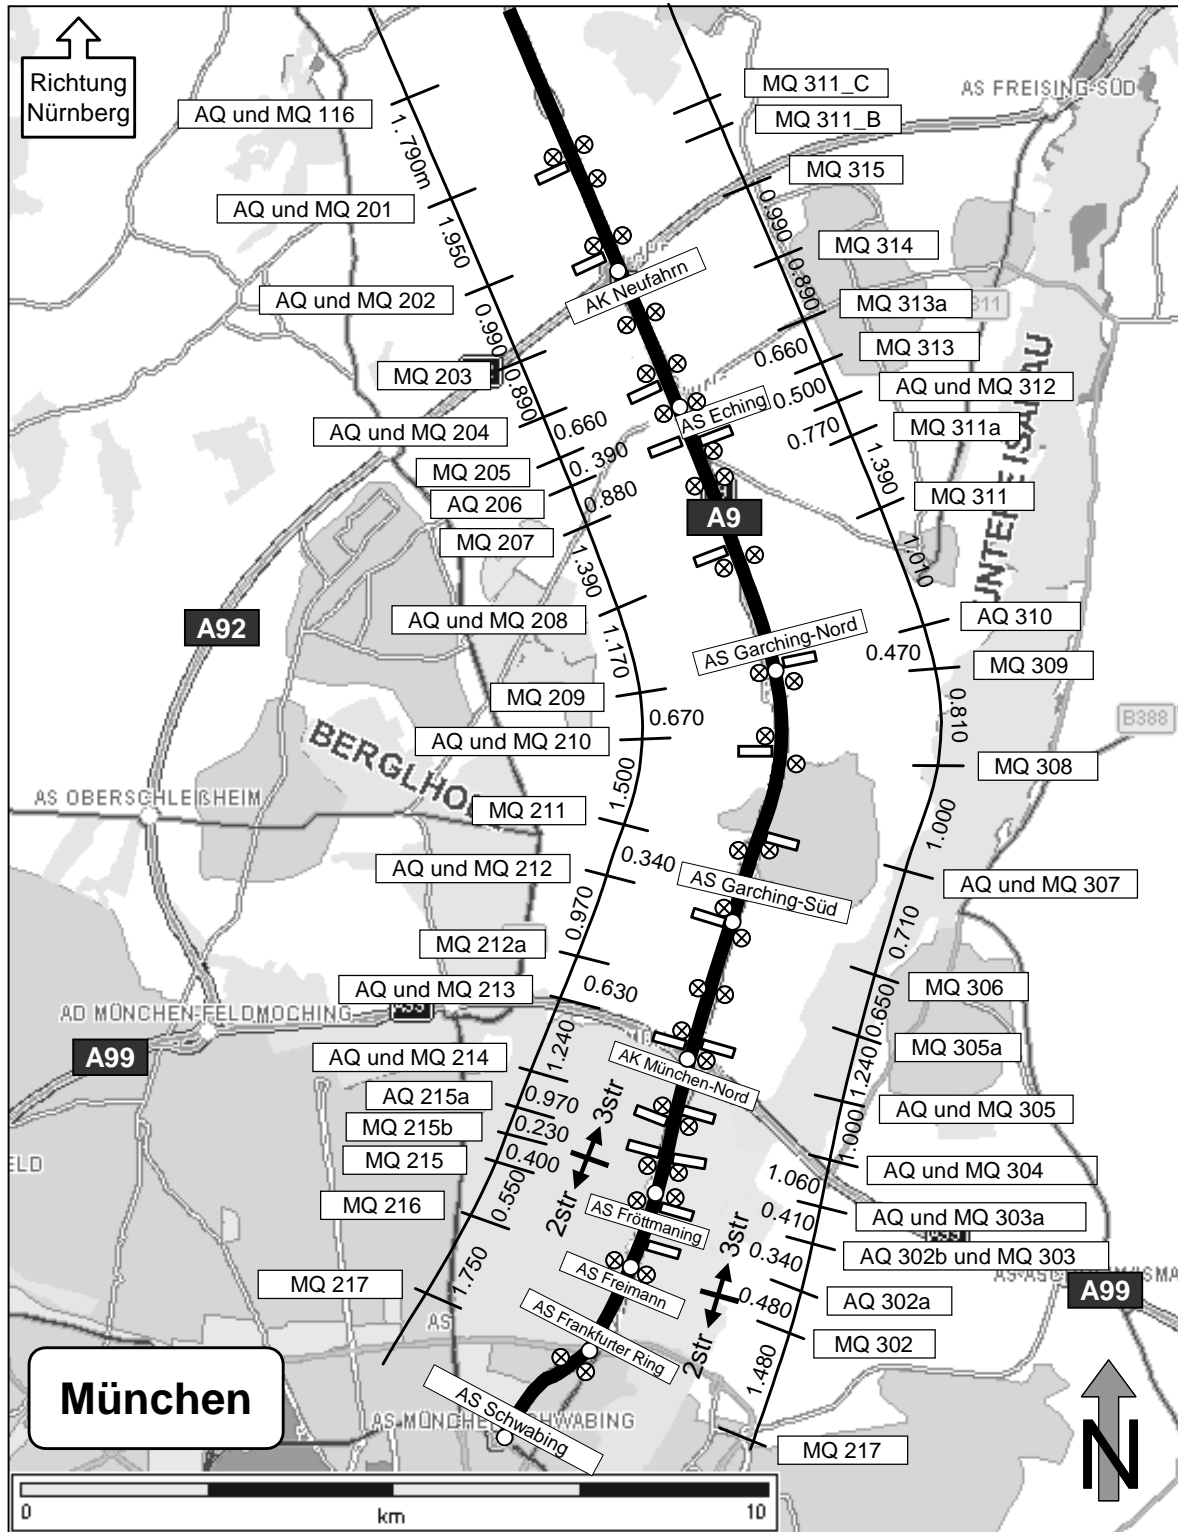 Richtung
Nürnberg
AQ und MQ 116
AQ und MQ 201
AQ und MQ 202
MQ 203
AQ und MQ 204
MQ 205
AQ 206
MQ 207
AQ und MQ 208
MQ 209
AQ und MQ 210
MQ 211
AQ und MQ 212
MQ 212a
AQ und MQ 213
AQ und MQ 214
AQ 215a
MQ 215b
MQ 215
MQ 216
MQ 217
1. 790m
1.950
0.990
0.890
0.660
0. 390
0.880
1.390
1.170
0.670
1.500
0.340
0.970
0.630
1.240
0.970
0.230
0.400
0.550
1.750
2str
3str
AK Neufahrn
AS Eching
A9
AS Garching-Nord
AS Garching-Süd
AK München-Nord
AS Fröttmaning
AS Freimann
AS Frankfurter Ring
AS Schwabing
MQ 311_C
MQ 311_B
MQ 315
MQ 314
MQ 313a
MQ 313
AQ und MQ 312
MQ 311a
MQ 311
AQ 310
MQ 309
MQ 308
AQ und MQ 307
MQ 306
MQ 305a
AQ und MQ 305
AQ und MQ 304
AQ und MQ 303a
AQ 302b und MQ 303
AQ 302a
MQ 302
MQ 217
0.990
0.890
0.660
0.500
0.770
1.390
1.010
0.470
0.810
1.000
0.710
0.650
1.240
1.000
1.060
0.410
0.340
0.480
1.480
2str
3str
AS FREISING-SÜD
UNTERE ISARAU
B388
A92
BERGLHO
AS OBERSCHLEIßHEIM
AD MÜNCHEN-FELDMOCHING
A99
A99
ELD
AS
AS MÜNCHEN-SCHWABING
München
N
0
km
10